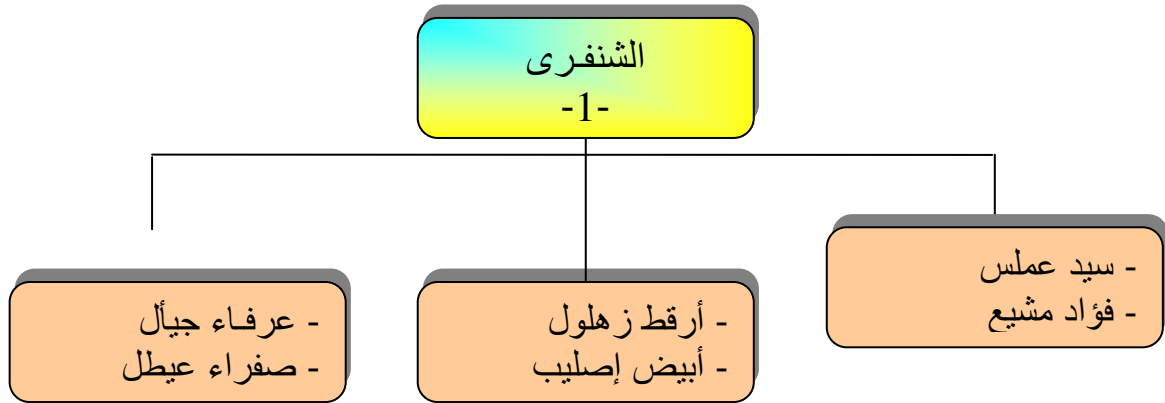 الشنفرى
-1-
- سيد عملس
- فؤاد مشيع
- أرقط زهلول
- أبيض إصليب
- عرفاء جيأل
- صفراء عيطل